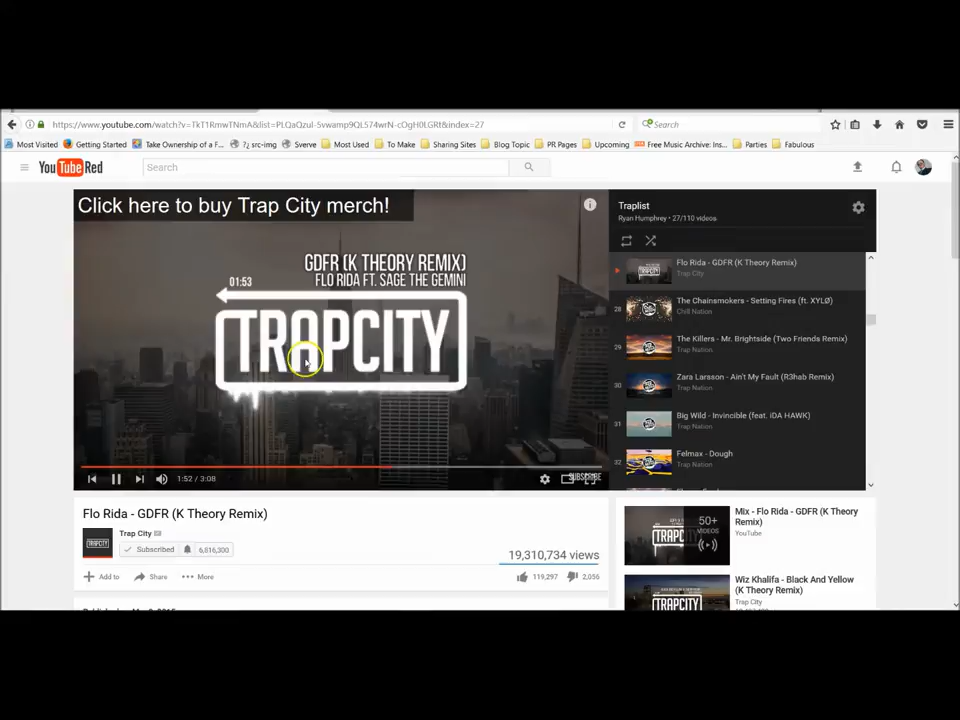 https://www.youtube.com/watch?v=TkT1RmwTNmA&list=PLQaQzuI-5vwamp9QL574wrN-cOgH0LGRt&index=27
Search
Most Visited Getting Started Take Ownership of a F... ?¿ src-img Sverve Most Used To Make Sharing Sites Blog Topic PR Pages Upcoming Free Music Archive: Ins... Parties Fabulous
YouTube Red
Search
Click here to buy Trap City merch!
GDFR (K THEORY REMIX)
FLO RIDA FT. SAGE THE GEMINI
01:53
TRAPCITY
1:52 / 3:08
SUBSCRIBE
Traplist
Ryan Humphrey • 27/110 videos
Flo Rida - GDFR (K Theory Remix)
Trap City
28 The Chainsmokers - Setting Fires (ft. XYLØ)
Chill Nation
29 The Killers - Mr. Brightside (Two Friends Remix)
Trap Nation
30 Zara Larsson - Ain't My Fault (R3hab Remix)
Trap Nation
31 Big Wild - Invincible (feat. iDA HAWK)
Trap Nation
32 Felmax - Dough
Trap Nation
Flo Rida - GDFR (K Theory Remix)
TRAPCITY
Trap City
Subscribed 6,816,300
19,310,734 views
Add to Share More
119,297 2,056
50+
VIDEOS
Mix - Flo Rida - GDFR (K Theory
Remix)
YouTube
TRAPCITY
Wiz Khalifa - Black And Yellow
(K Theory Remix)
Trap City